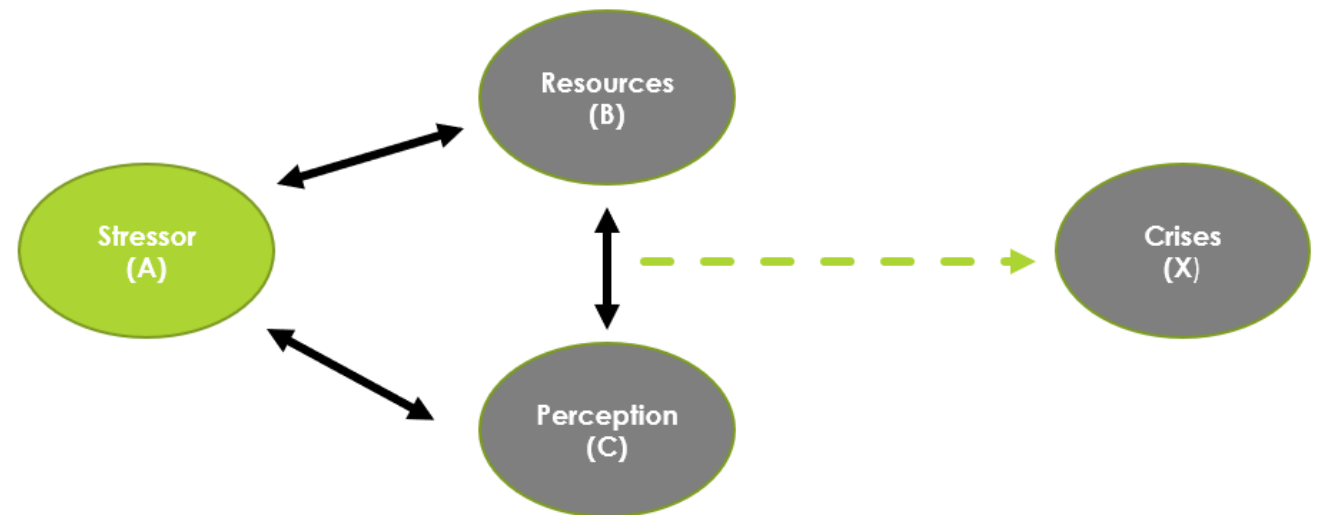 Resources
(B)
Stressor
(A)
Crises
(X)
Perception
(C)